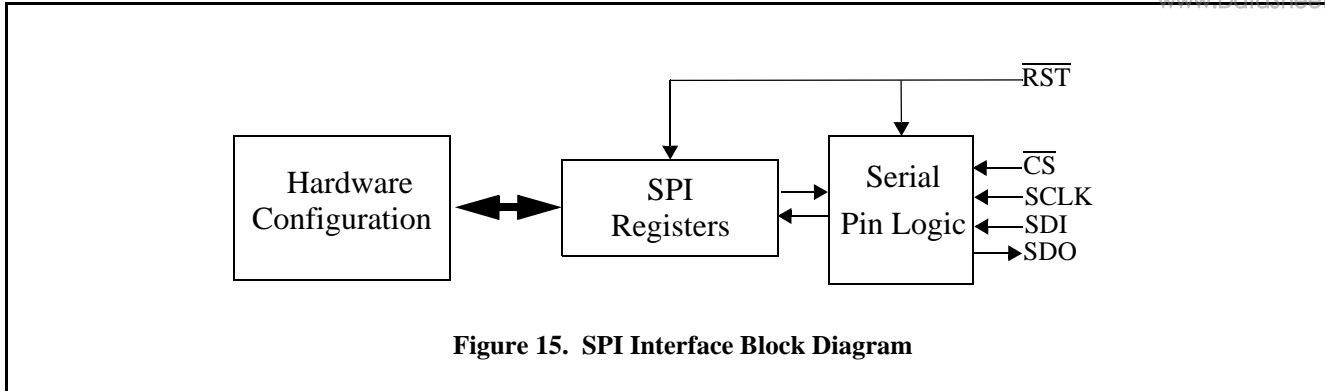 RST
Hardware
Configuration
SPI
Registers
Serial
Pin Logic
CS
SCLK
SDI
SDO
Figure 15. SPI Interface Block Diagram